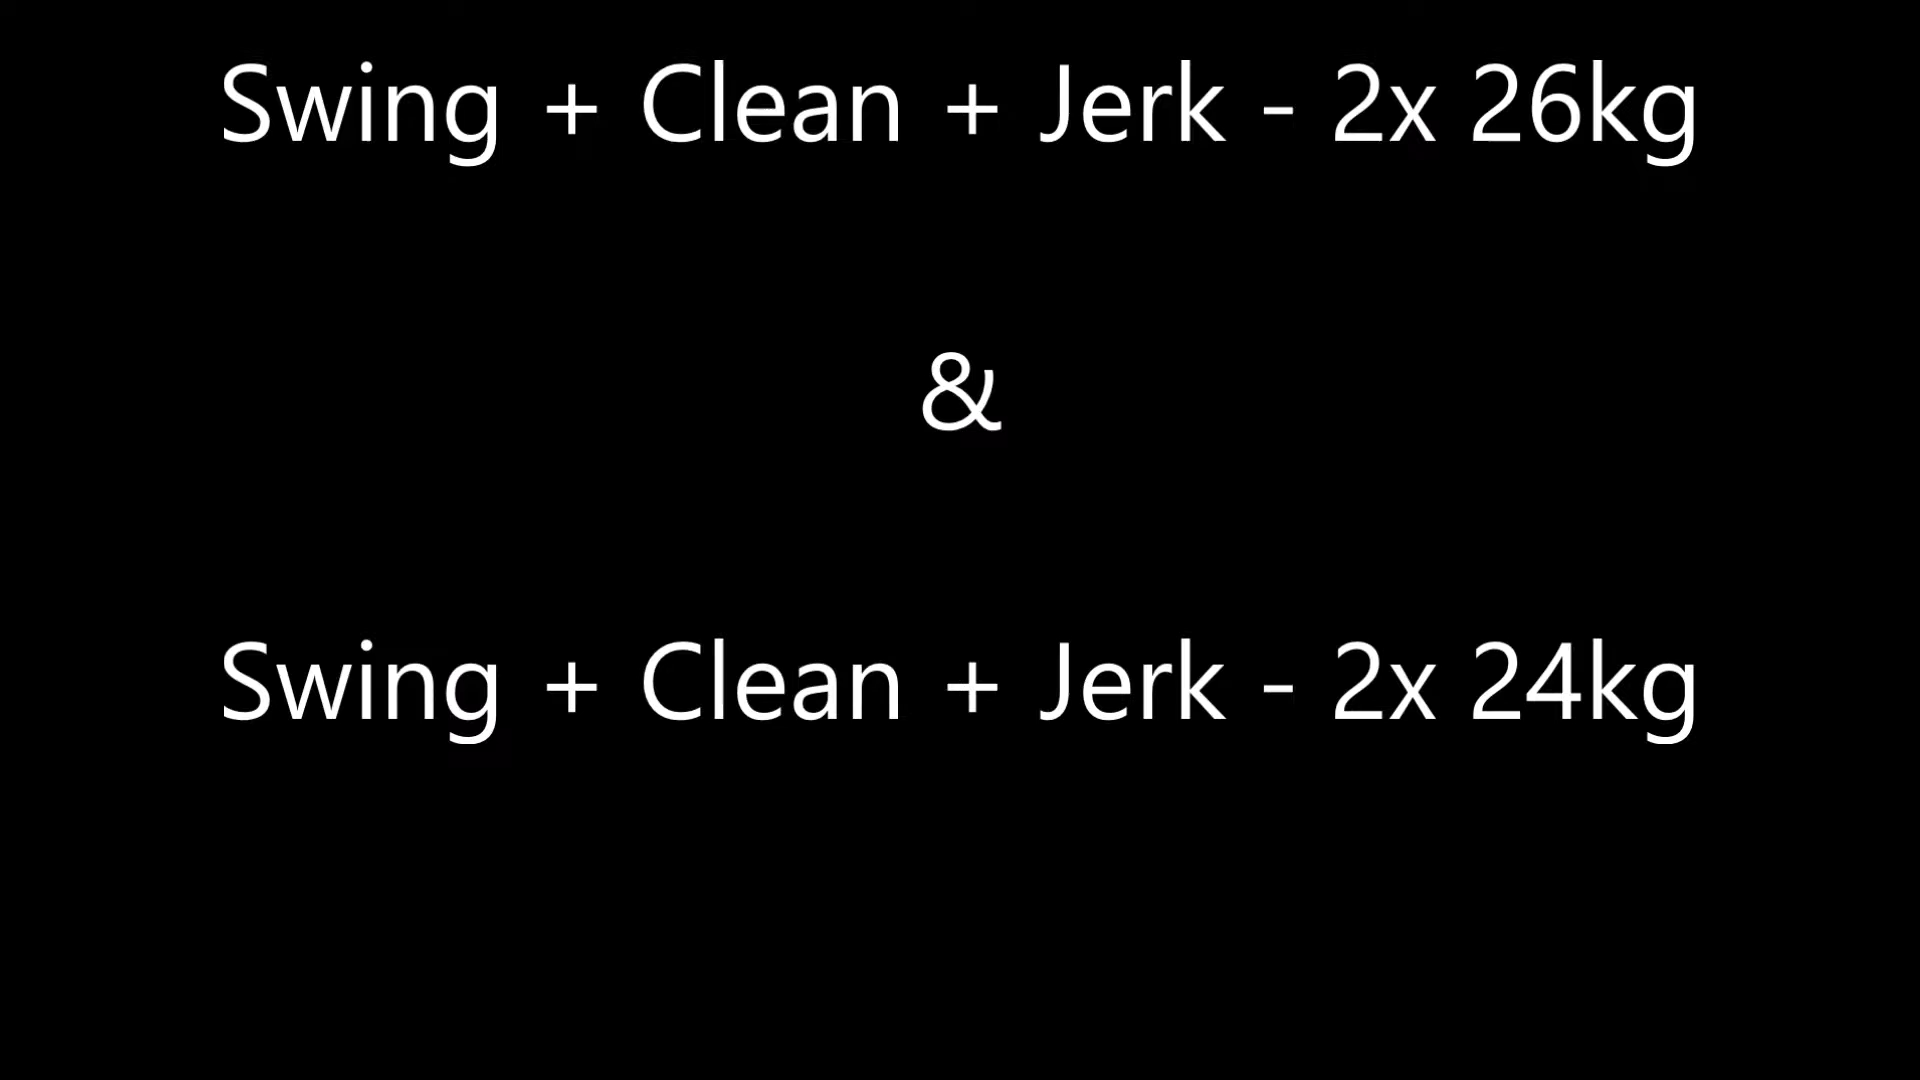 Swing + Clean + Jerk - 2x 26kg
&
Swing + Clean + Jerk - 2x 24kg